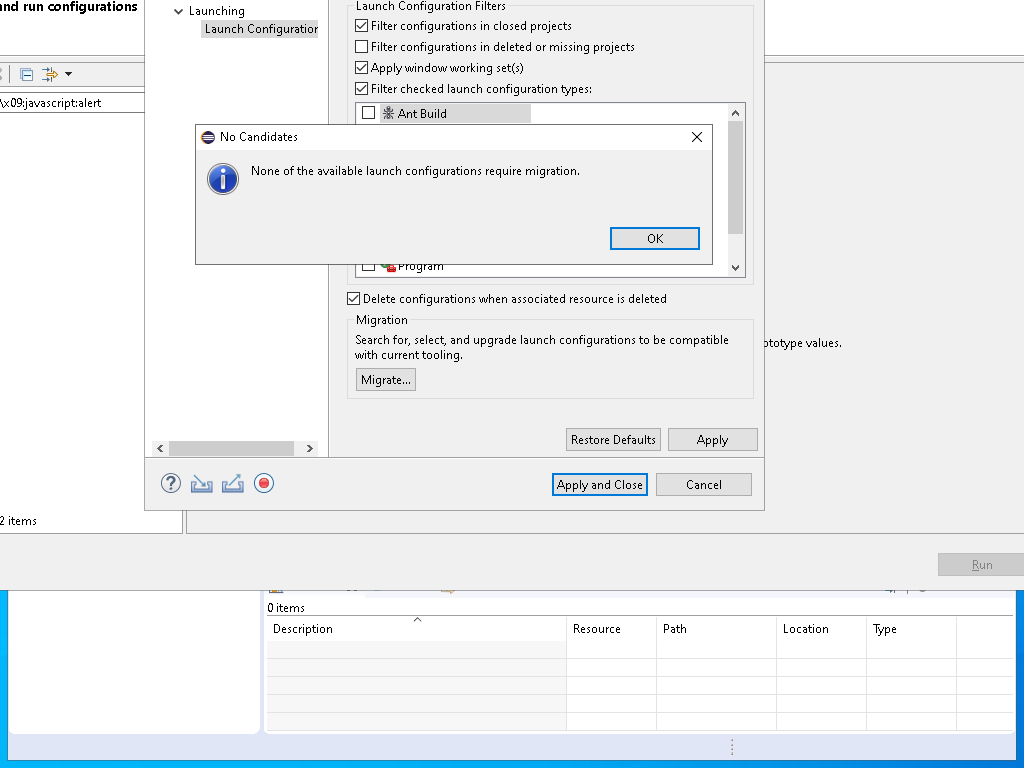 and run configurations
Launching
Launch Configuration
Launch Configuration Filters
Filter configurations in closed projects
Filter configurations in deleted or missing projects
Apply window working set(s)
Filter checked launch configuration types:
\x09:javascript:alert
Ant Build
No Candidates
None of the available launch configurations require migration.
OK
Program
Delete configurations when associated resource is deleted
Migration
Search for, select, and upgrade launch configurations to be compatible
with current tooling.
ototype values.
Migrate...
Restore Defaults
Apply
Apply and Close
Cancel
2 items
Run
0 items
Description
Resource
Path
Location
Type